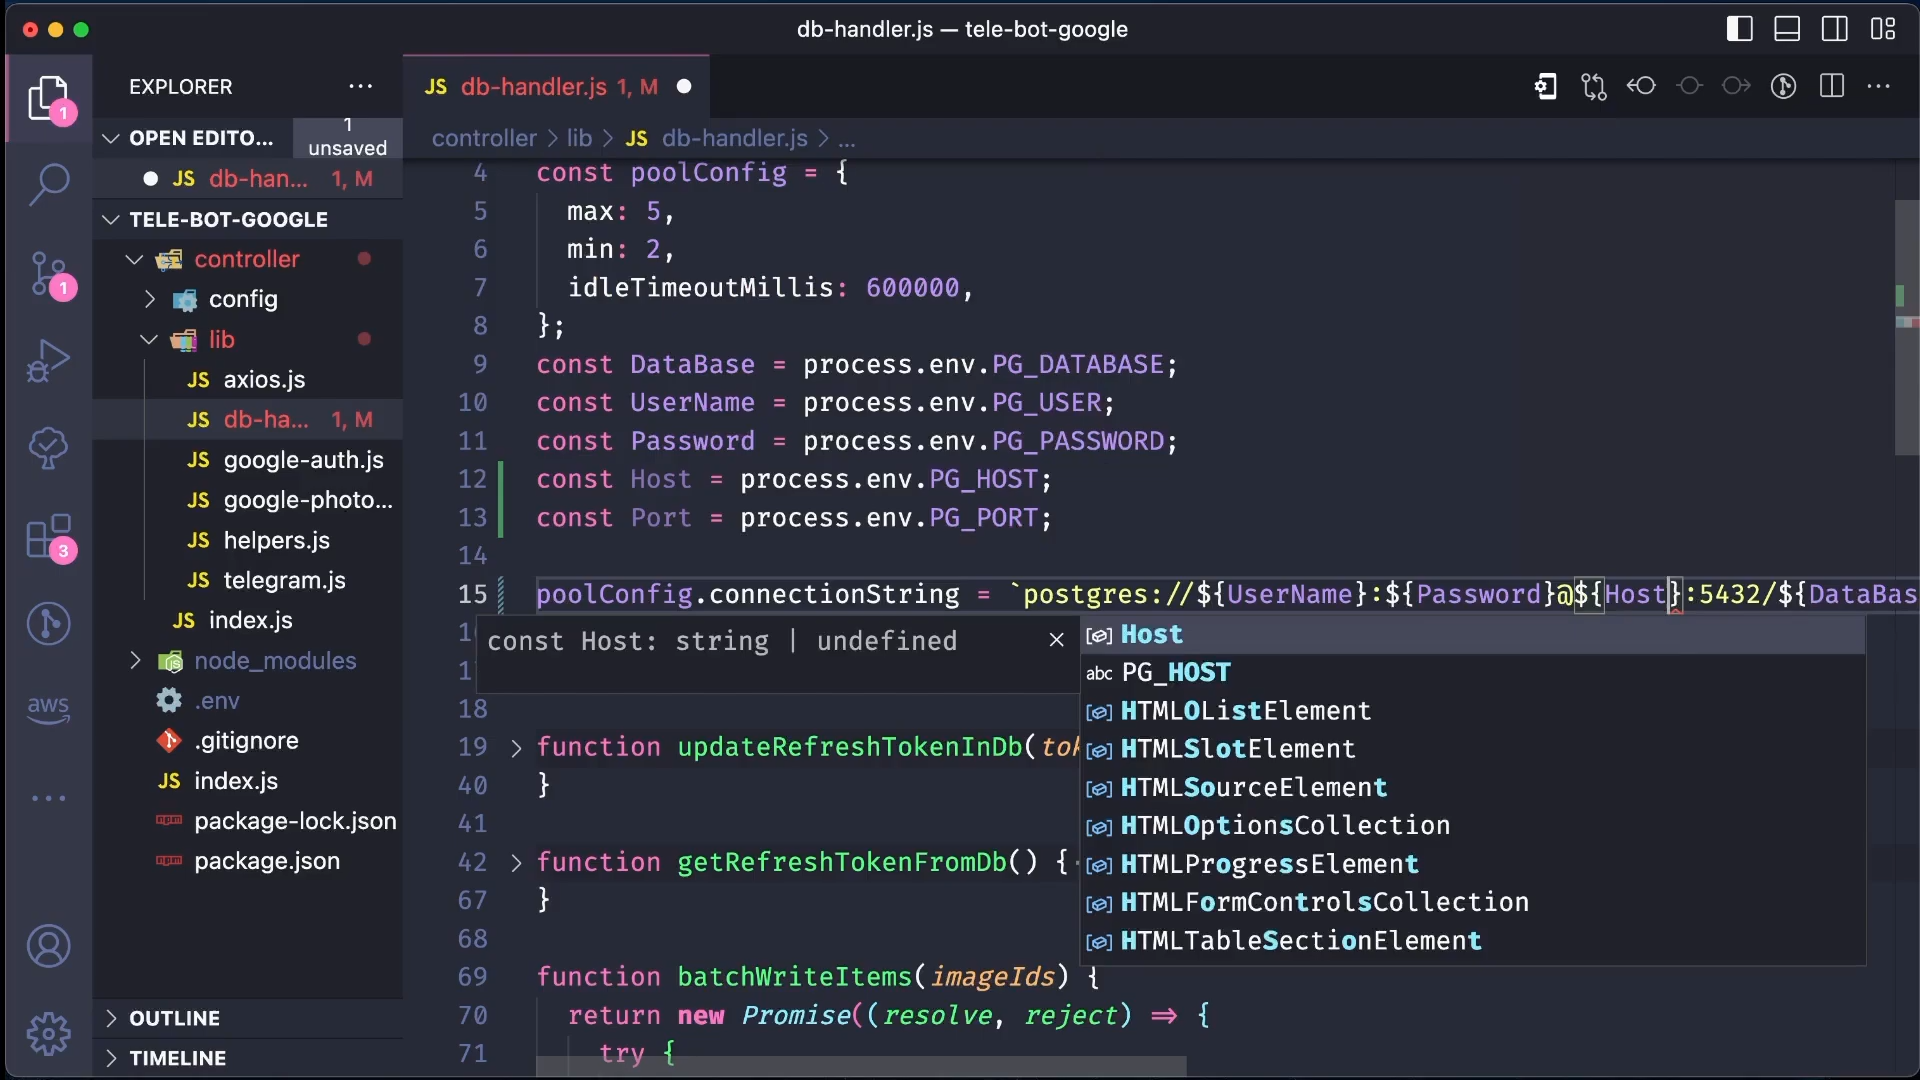 db-handler.js — tele-bot-google
EXPLORER
1
OPEN EDITO...
1 unsaved
JS db-han... 1, M
TELE-BOT-GOOGLE
controller
config
lib
JS axios.js
JS db-ha... 1, M
JS google-auth.js
JS google-photo...
JS helpers.js
JS telegram.js
JS index.js
node_modules
.env
.gitignore
JS index.js
package-lock.json
package.json
OUTLINE
TIMELINE
1
3
aws
JS db-handler.js 1, M
controller > lib > JS db-handler.js > ...
4 const poolConfig = {
5 max: 5,
6 min: 2,
7 idleTimeoutMillis: 600000,
8 };
9 const DataBase = process.env.PG_DATABASE;
10 const UserName = process.env.PG_USER;
11 const Password = process.env.PG_PASSWORD;
12 const Host = process.env.PG_HOST;
13 const Port = process.env.PG_PORT;
14
15 poolConfig.connectionString = `postgres://${UserName}:${Password}@${Host}:5432/${DataBas
const Host: string | undefined
Host
abc PG_HOST
HTMLOListElement
HTMLSlotElement
HTMLSourceElement
HTMLOptionsCollection
HTMLProgressElement
HTMLFormControlsCollection
HTMLTableSectionElement
18
19 function updateRefreshTokenInDb(tok
40 }
41
42 function getRefreshTokenFromDb() {
67 }
68
69 function batchWriteItems(imageIds) {
70 return new Promise((resolve, reject) => {
71 try {